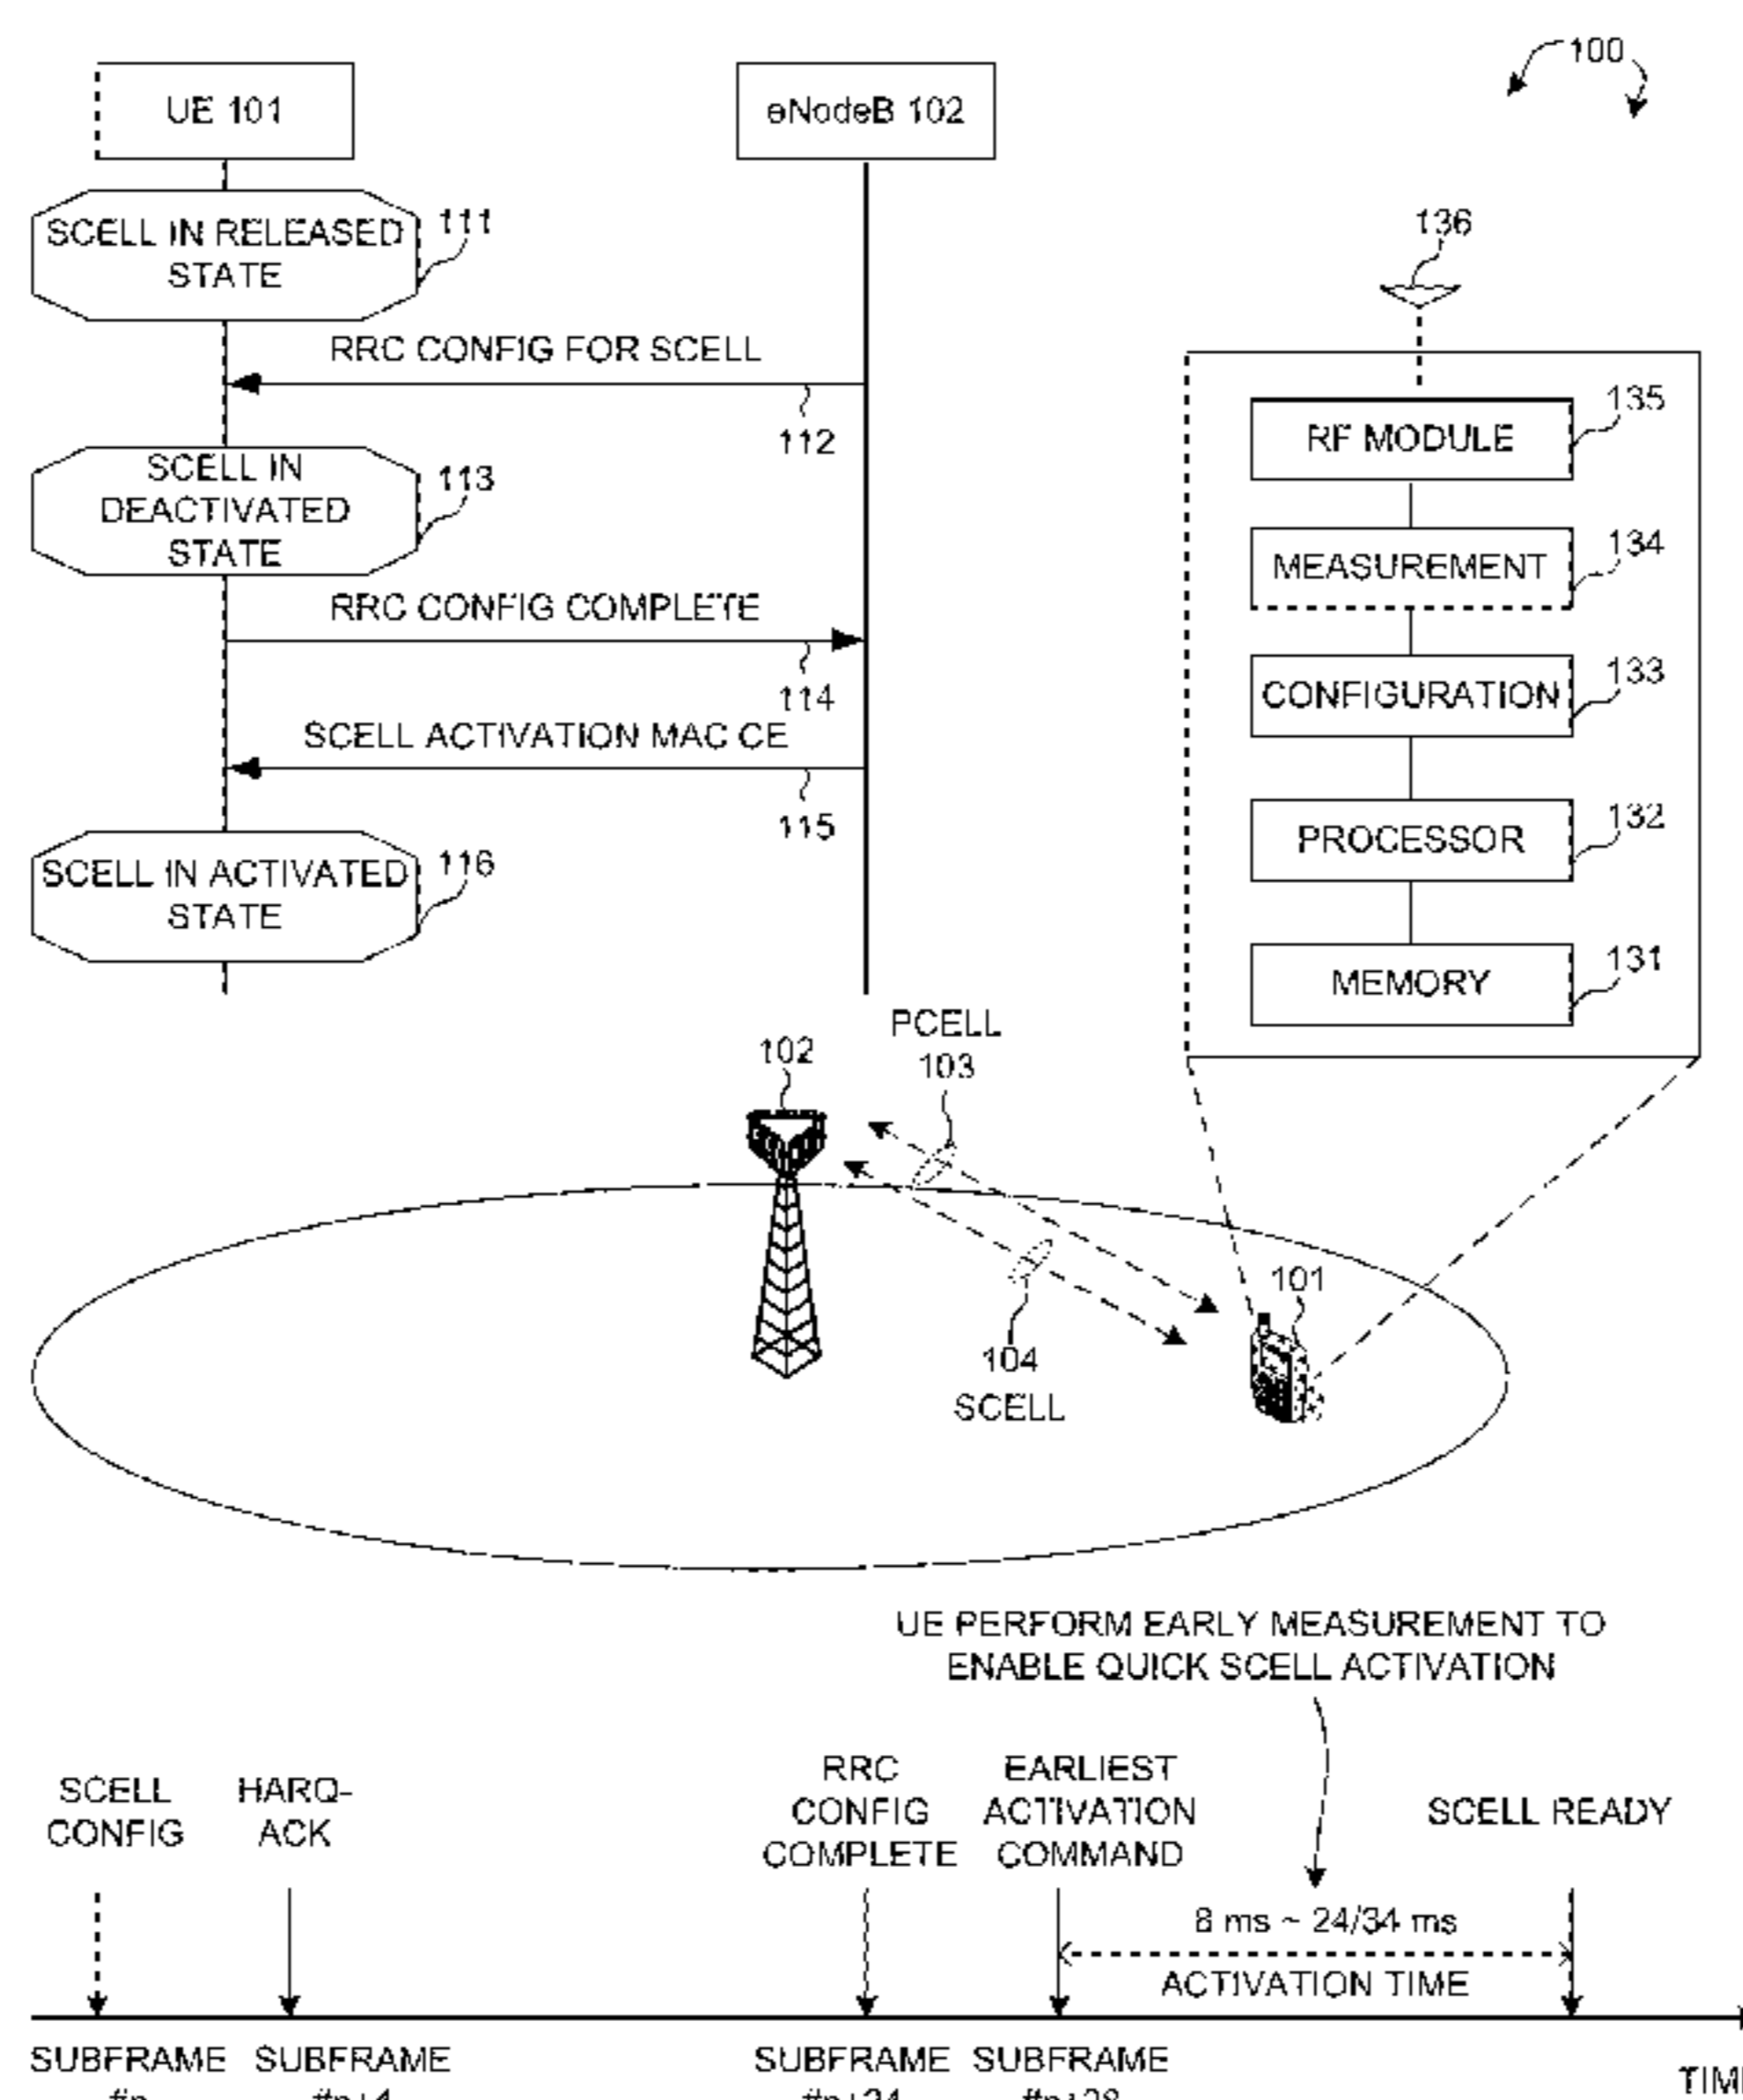 100
UE 101
eNodeB 102
SCELL IN RELEASED
STATE
111
RRC CONFIG FOR SCELL
112
SCELL IN
DEACTIVATED
STATE
113
RRC CONFIG COMPLETE
114
SCELL ACTIVATION MAC CE
115
SCELL IN ACTIVATED
STATE
116
136
RF MODULE
135
MEASUREMENT
134
CONFIGURATION
133
PROCESSOR
132
MEMORY
131
PCELL
103
102
101
104
SCELL
UE PERFORM EARLY MEASUREMENT TO
ENABLE QUICK SCELL ACTIVATION
SCELL
CONFIG
HARQ-
ACK
RRC
CONFIG
COMPLETE
EARLIEST
ACTIVATION
COMMAND
SCELL READY
8 ms ~ 24/34 ms
ACTIVATION TIME
SUBFRAME
SUBFRAME
SUBFRAME
SUBFRAME